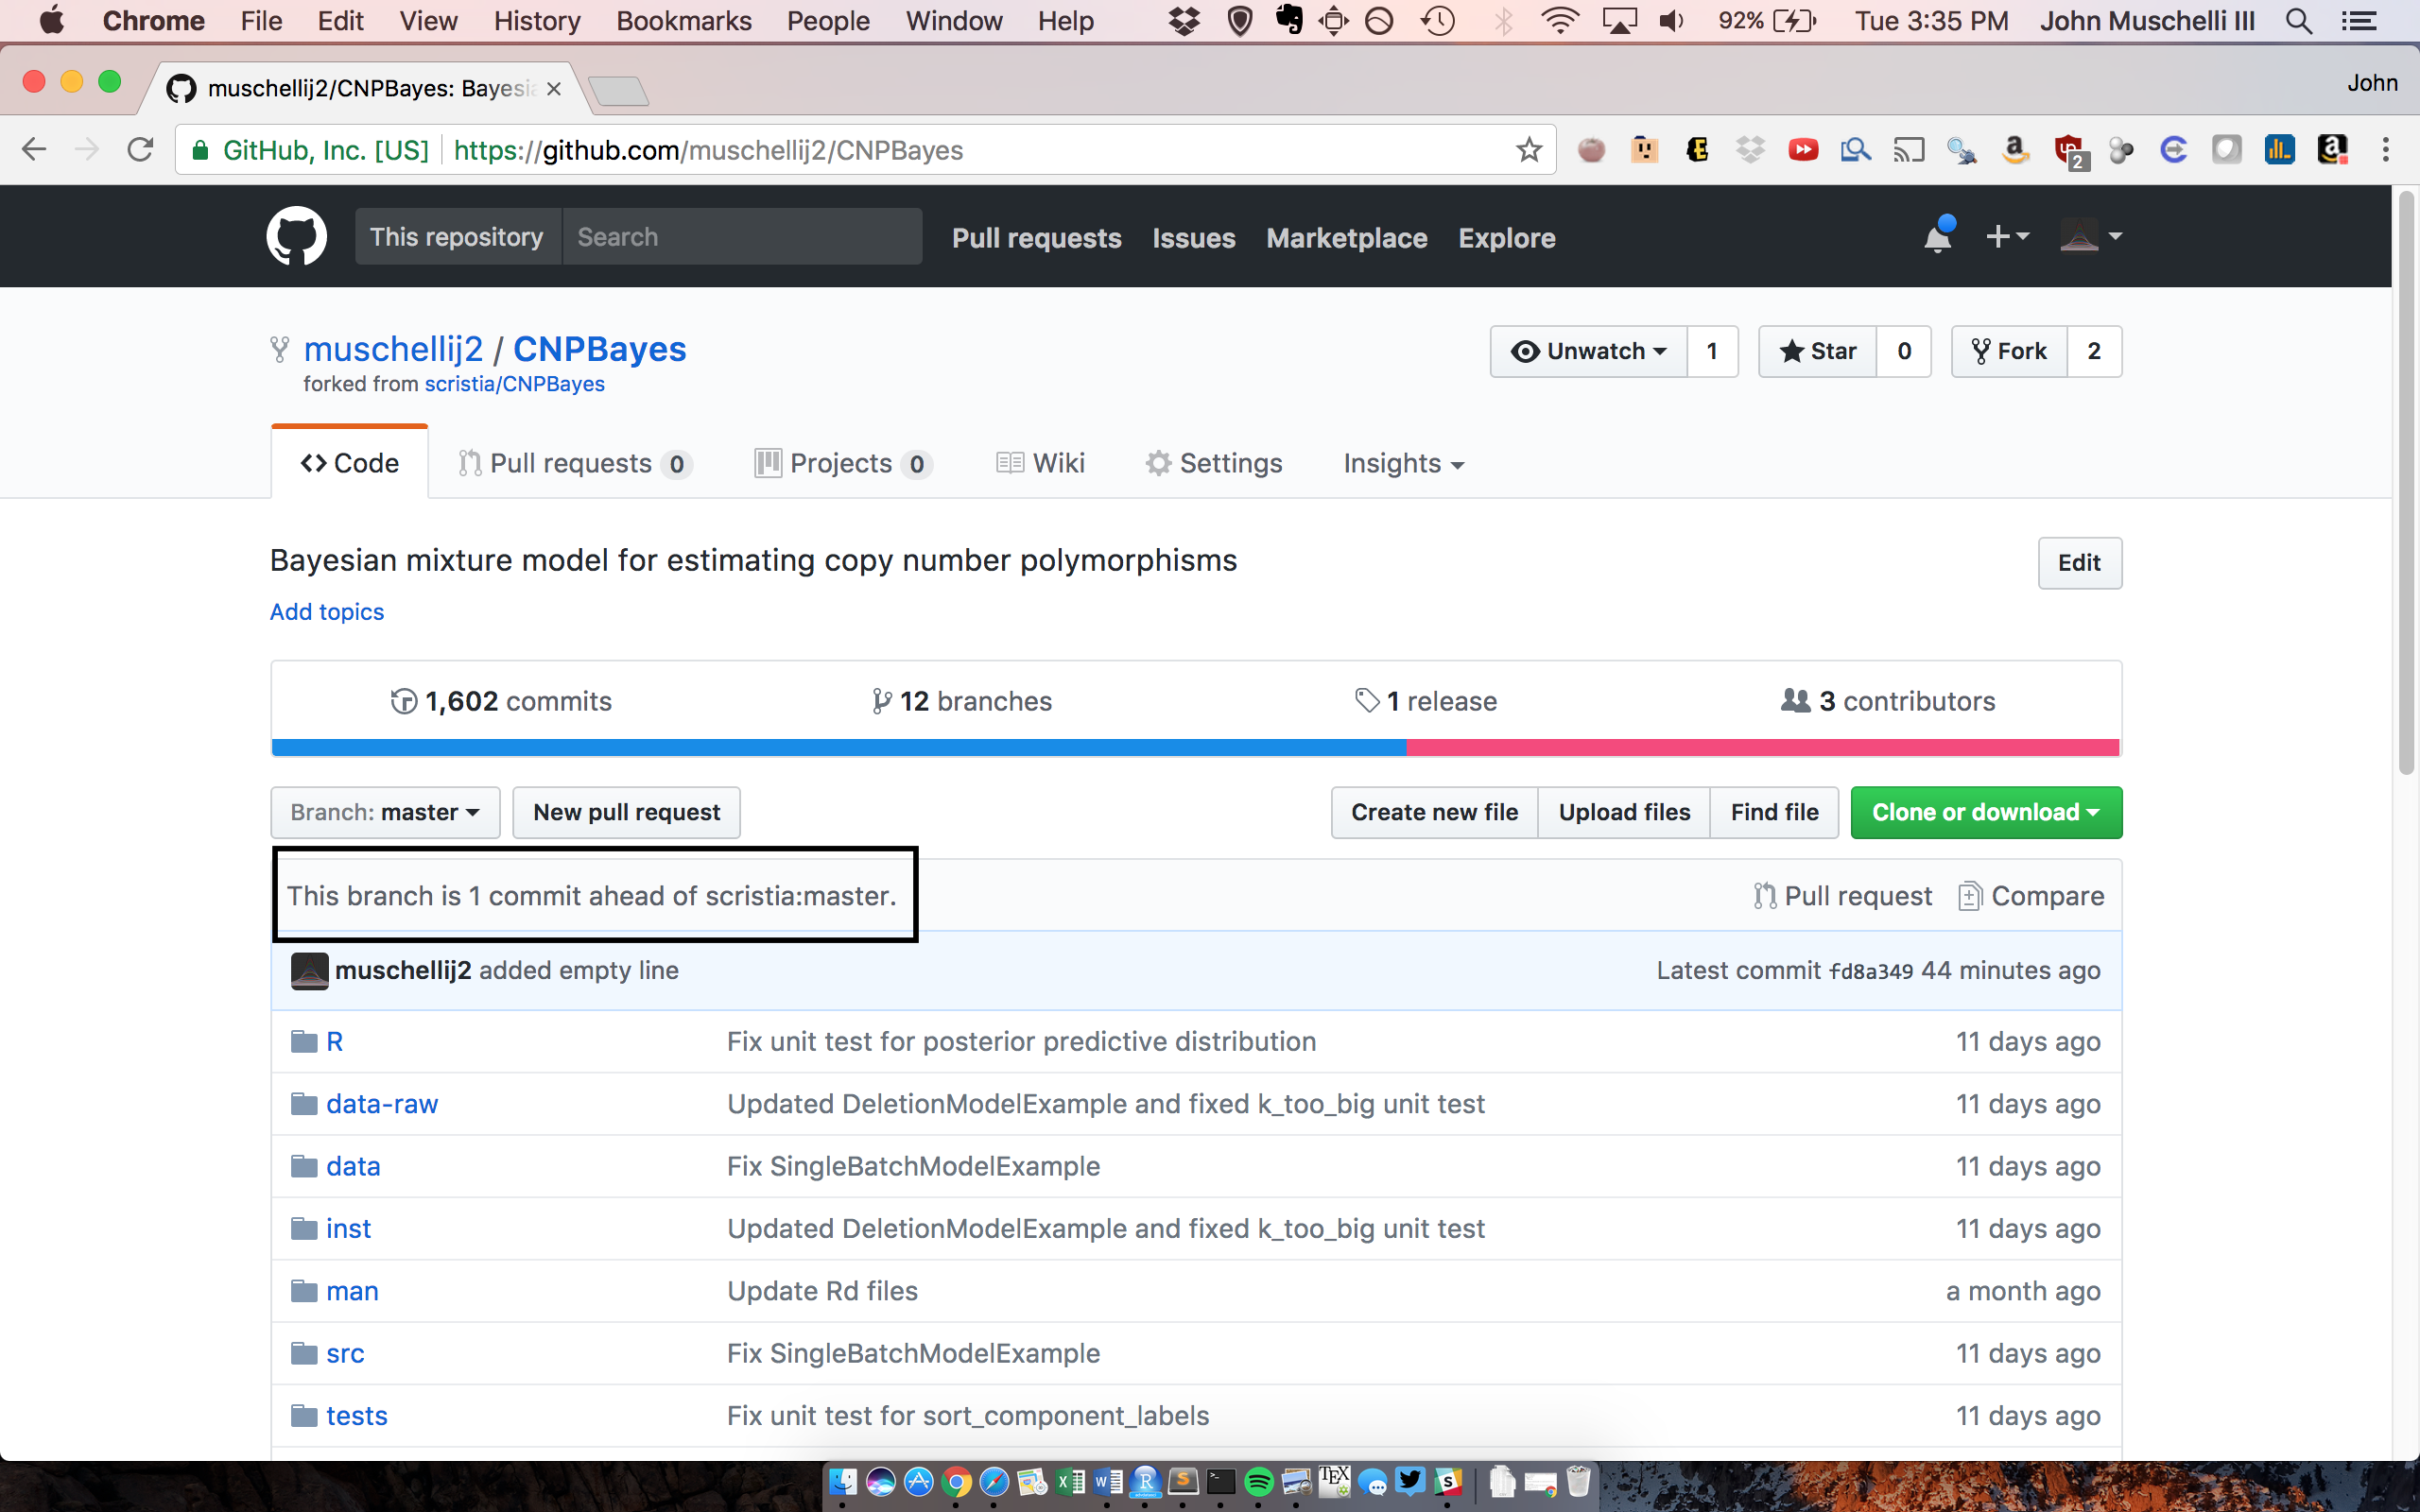 Chrome File Edit View History Bookmarks People Window Help 92% Tue 3:35 PM John Muschelli III
muschellij2/CNPBayes: Bayesia John
GitHub, Inc. [US] https://github.com/muschellij2/CNPBayes 2
This repository Search Pull requests Issues Marketplace Explore
muschellij2 / CNPBayes Unwatch 1 Star 0 Fork 2
forked from scristia/CNPBayes
Code Pull requests 0 Projects 0 Wiki Settings Insights
Bayesian mixture model for estimating copy number polymorphisms Edit
Add topics
1,602 commits 12 branches 1 release 3 contributors
Branch: master New pull request Create new file Upload files Find file Clone or download
This branch is 1 commit ahead of scristia:master. Pull request Compare
muschellij2 added empty line Latest commit fd8a349 44 minutes ago
R Fix unit test for posterior predictive distribution 11 days ago
data-raw Updated DeletionModelExample and fixed k_too_big unit test 11 days ago
data Fix SingleBatchModelExample 11 days ago
inst Updated DeletionModelExample and fixed k_too_big unit test 11 days ago
man Update Rd files a month ago
src Fix SingleBatchModelExample 11 days ago
tests Fix unit test for sort_component_labels 11 days ago